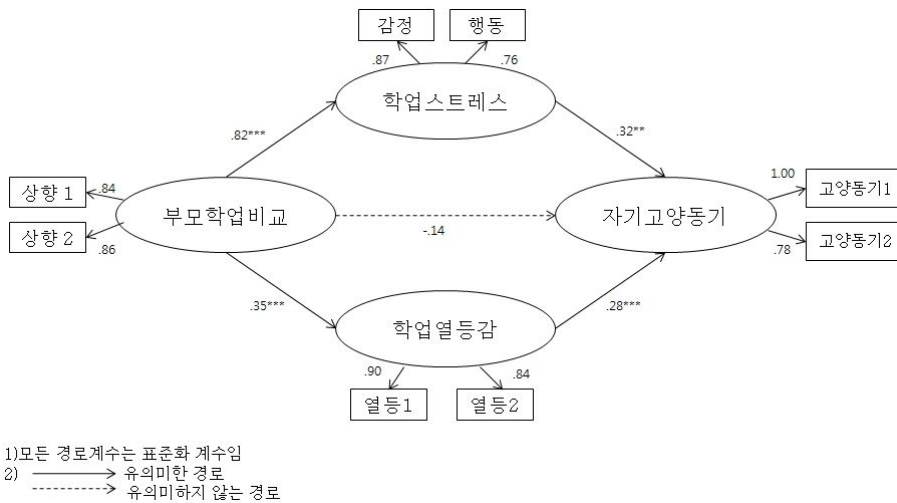 감정
행동
.87
.76
학업스트레스
.82***
.32**
상향 1
.84
부모학업비교
상향 2
.86
-.14
자기고양동기
1.00
고양동기1
.78
고양동기2
.35***
.28***
학업열등감
.90
.84
열등1
열등2
1)모든 경로계수는 표준화 계수임
2) 유의미한 경로
유의미하지 않는 경로